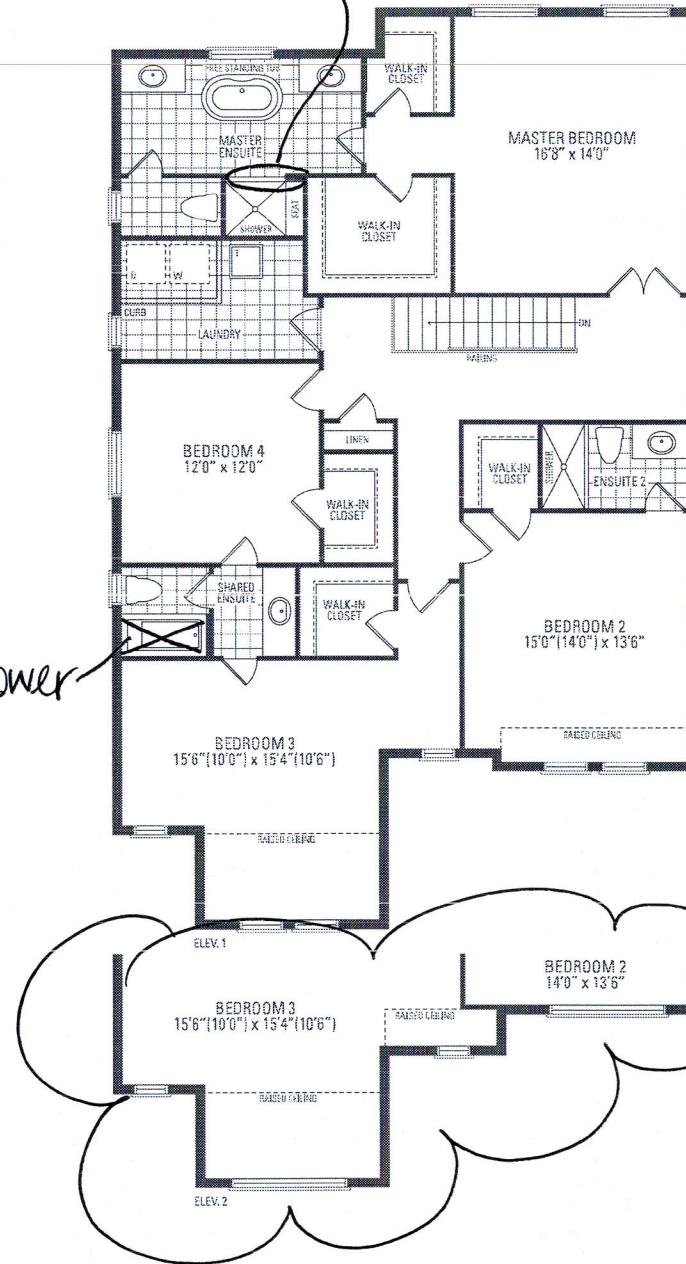 FREE STANDING TUB
WALK-IN
CLOSET
MASTER
ENSUITE
MASTER BEDROOM
16'8" x 14'0"
SEAT
SHOWER
WALK-IN
CLOSET
D
W
CURB
LAUNDRY
DN
RAILING
LINEN
BEDROOM 4
12'0" x 12'0"
WALK-IN
CLOSET
WALK-IN
CLOSET
SHOWER
ENSUITE 2
SHARED
ENSUITE
WALK-IN
CLOSET
BEDROOM 2
15'0"(14'0") x 13'6"
ower
RAISED CEILING
BEDROOM 3
15'6"(10'0") x 15'4"(10'6")
RAISED CEILING
ELEV. 1
BEDROOM 2
14'0" x 13'6"
BEDROOM 3
15'6"(10'0") x 15'4"(10'6")
RAISED CEILING
RAISED CEILING
ELEV. 2